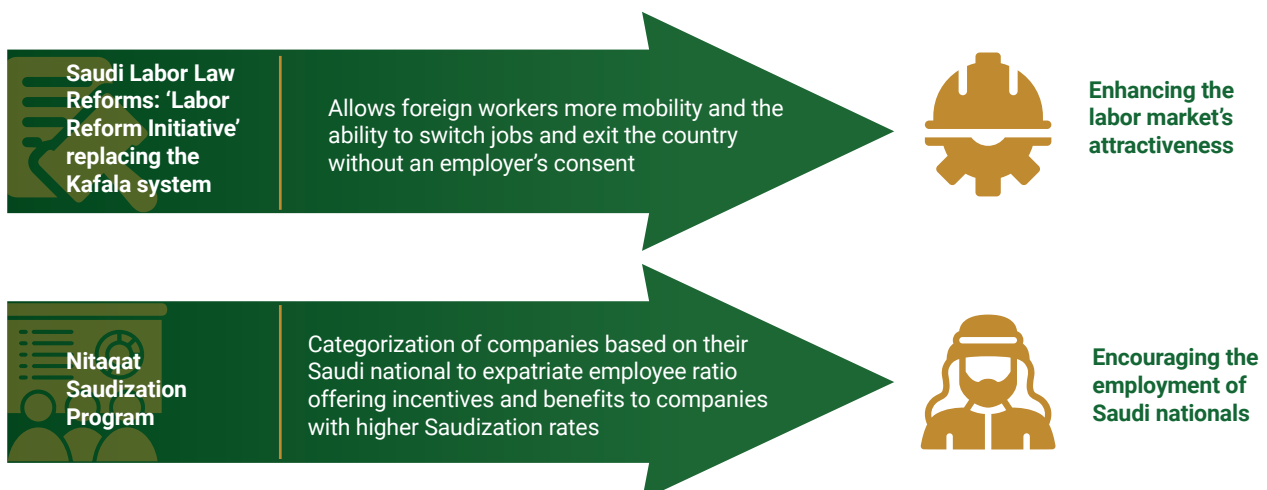 Saudi Labor Law
Reforms: ‘Labor
Reform Initiative’
replacing the
Kafala system
Allows foreign workers more mobility and the
ability to switch jobs and exit the country
without an employer’s consent
Enhancing the
labor market’s
attractiveness
Nitaqat
Saudization
Program
Categorization of companies based on their
Saudi national to expatriate employee ratio
offering incentives and benefits to companies
with higher Saudization rates
Encouraging the
employment of
Saudi nationals